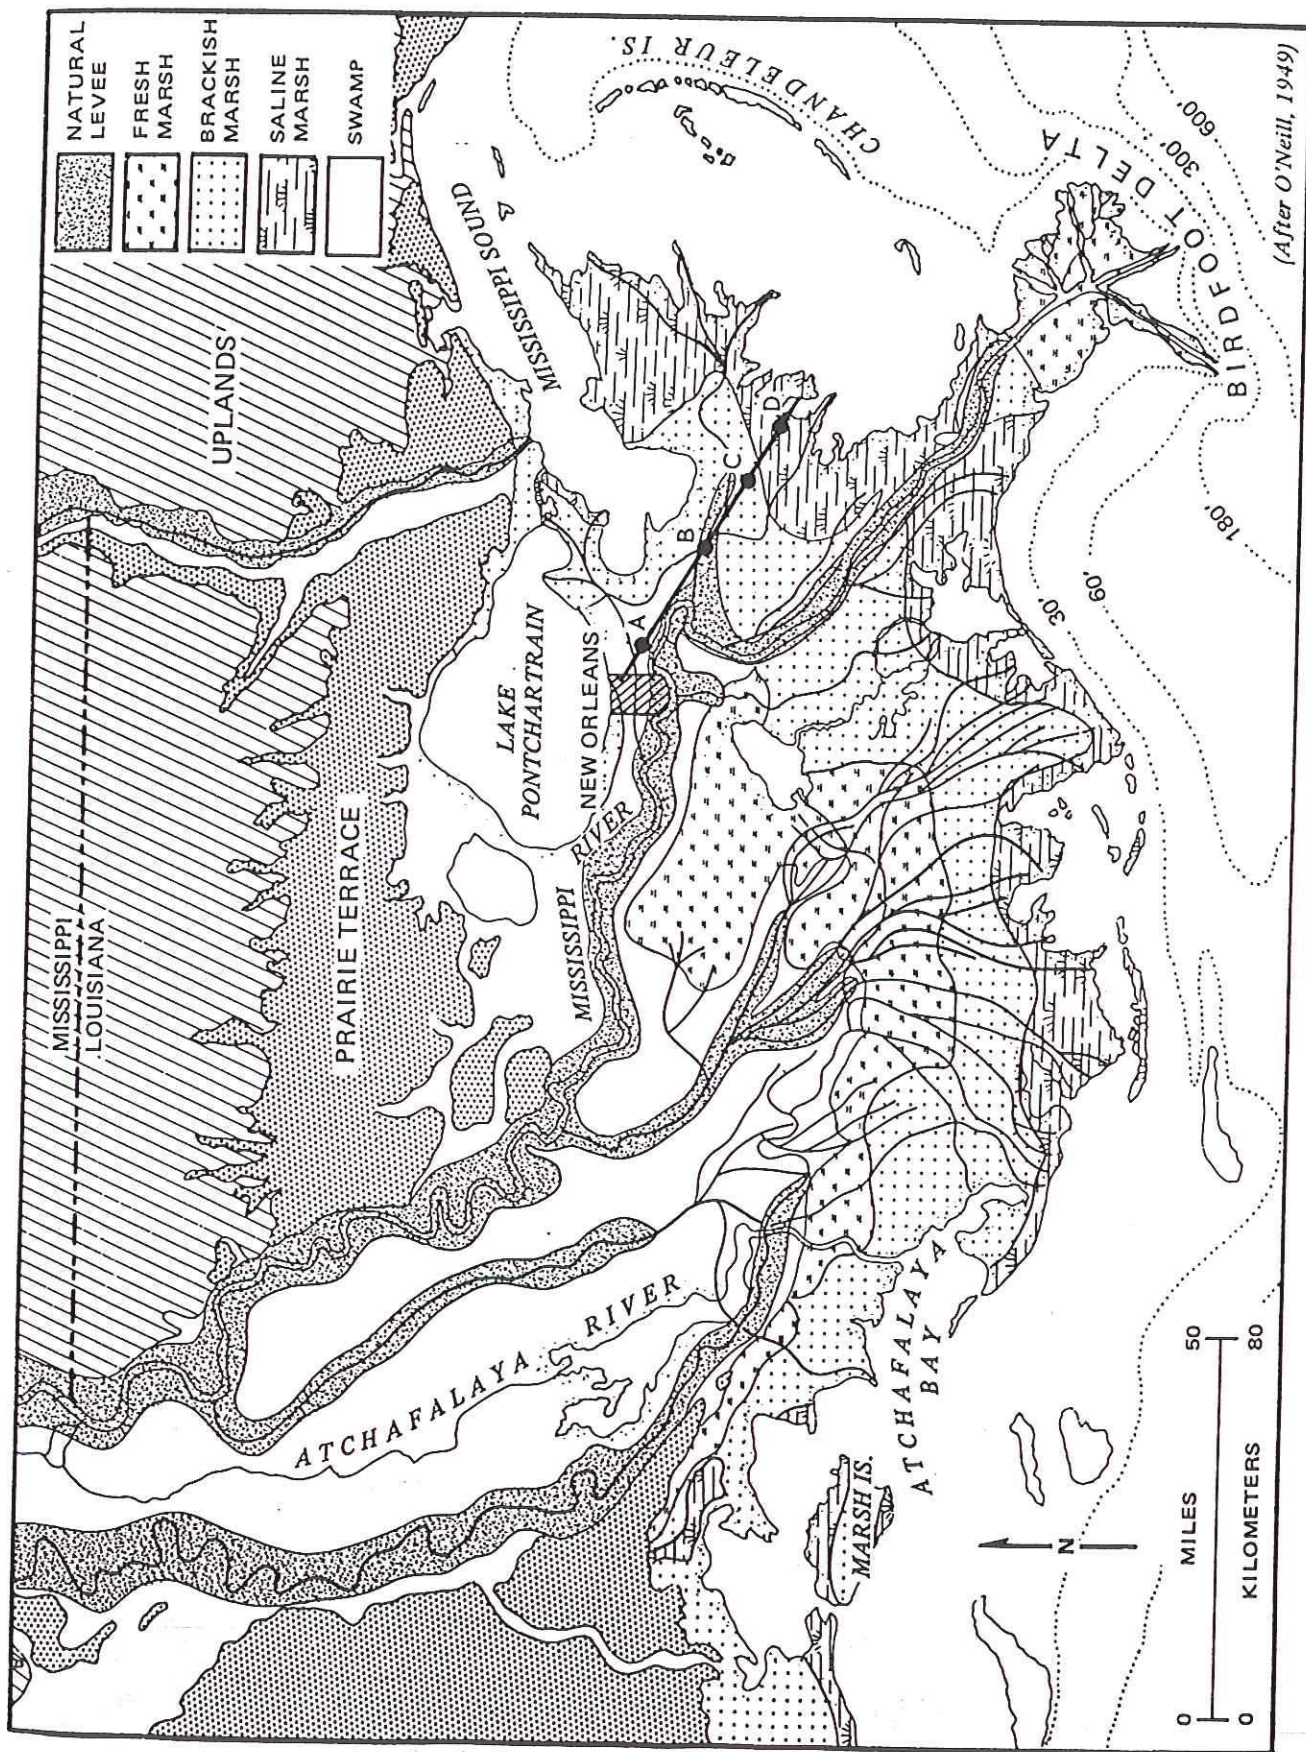 MISSISSIPPI
LOUISIANA
UPLANDS
NATURAL
LEVEE
FRESH
MARSH
BRACKISH
MARSH
SALINE
MARSH
SWAMP
PRAIRIE TERRACE
MISSISSIPPI SOUND
LAKE
PONTCHARTRAIN
NEW ORLEANS
MISSISSIPPI RIVER
CHANDELEUR IS.
A
B
C
D
ATCHAFALAYA RIVER
ATCHAFALAYA
BAY
MARSH IS.
BIRDFOOT DELTA
30'
60'
180'
300'
600'
N
MILES
0 50
0 80
KILOMETERS
(After O'Neill, 1949)